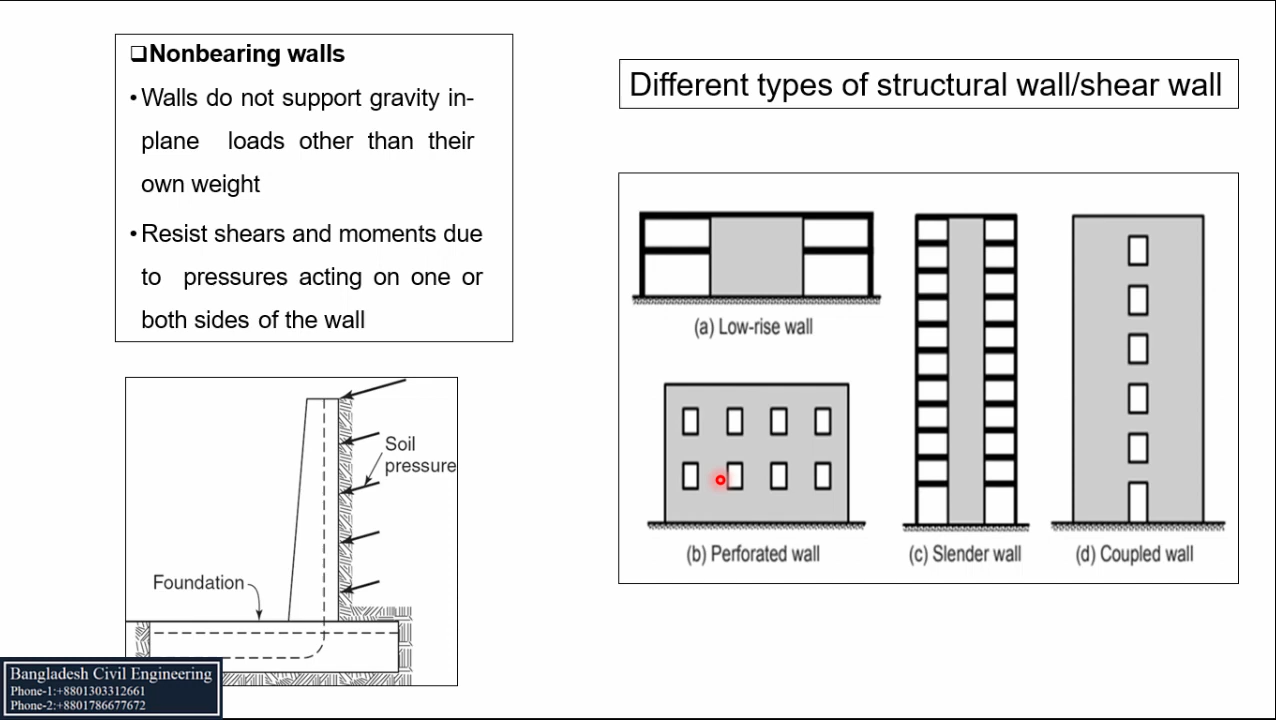 ❑Nonbearing walls
•Walls do not support gravity in-
plane loads other than their
own weight
•Resist shears and moments due
to pressures acting on one or
both sides of the wall
Soil
pressure
Foundation
Bangladesh Civil Engineering
Phone-1:+8801303312661
Phone-2:+8801786677672
Different types of structural wall/shear wall
(a) Low-rise wall
(b) Perforated wall
(c) Slender wall
(d) Coupled wall